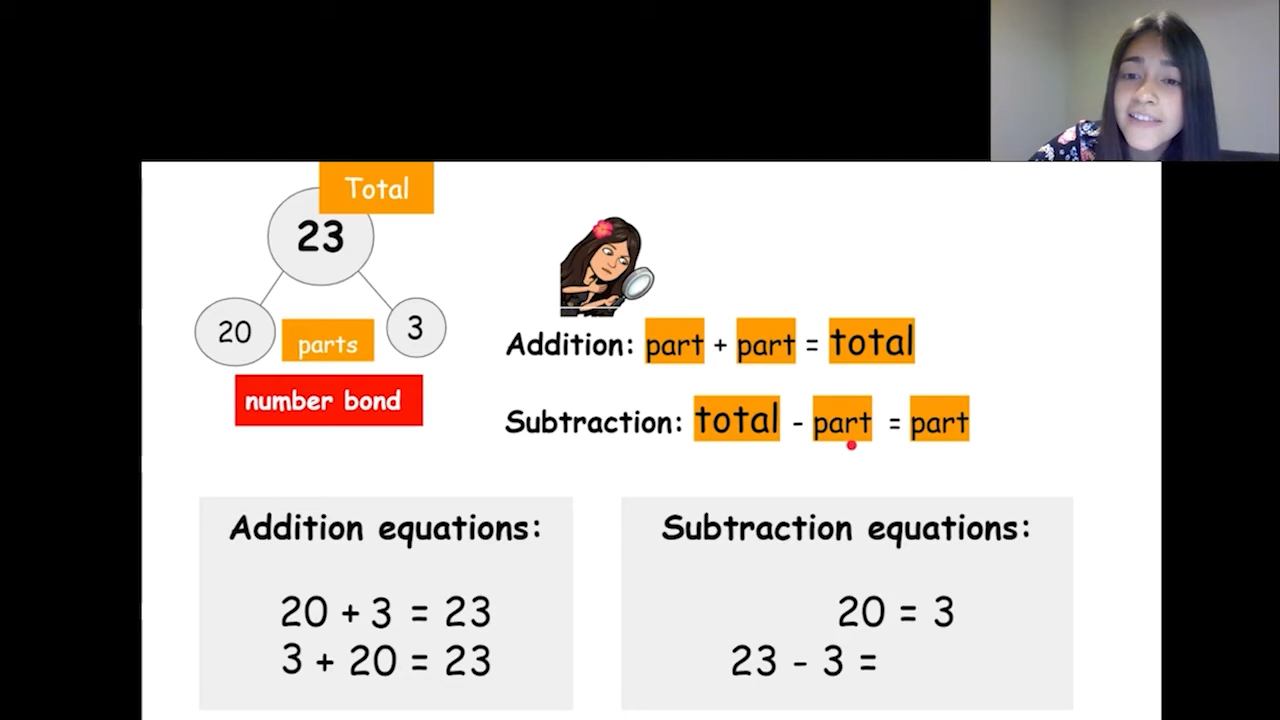 Total
23
20
parts
3
number bond
Addition: part + part = total
Subtraction: total - part = part
Addition equations:
20 + 3 = 23
3 + 20 = 23
Subtraction equations:
20 = 3
23 - 3 =